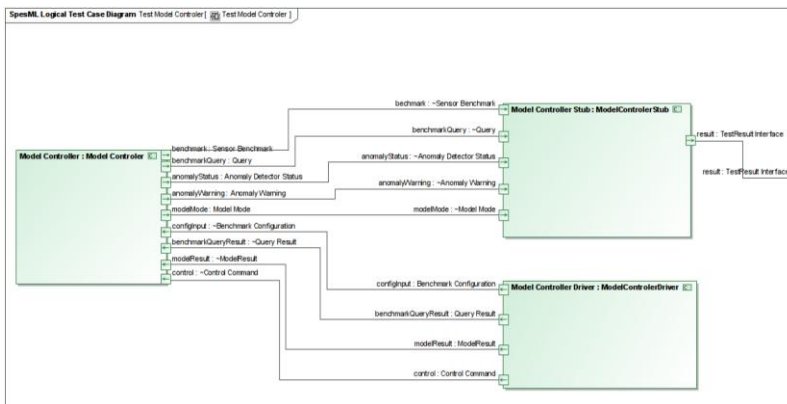 SpesML Logical Test Case Diagram Test Model Controler [ Test Model Controler ]
bechmark : ~Sensor Benchmark
Model Controller Stub : ModelControlerStub
benchmarkQuery : ~Query
result : TestResult Interface
benchmark : Sensor Benchmark
Model Controller : Model Controler
benchmarkQuery : Query
anomalyStatus : ~Anomaly Detector Status
result : TestResult Interface
anomalyStatus : Anomaly Detector Status
anomalyWarning : ~Anomaly Warning
anomalyWarning : Anomaly Warning
modelMode : Model Mode
modelMode : ~Model Mode
configInput : ~Benchmark Configuration
benchmarkQueryResult : ~Query Result
modelResult : ~ModelResult
control : ~Control Command
configInput : Benchmark Configuration
Model Controller Driver : ModelControlerDriver
benchmarkQueryResult : Query Result
modelResult : ModelResult
control : Control Command